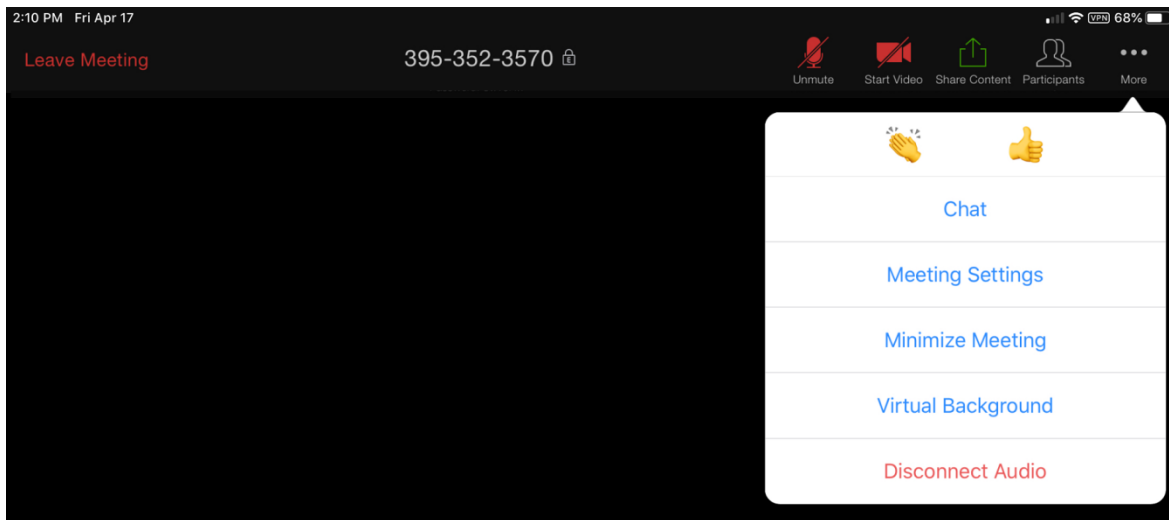 2:10 PM Fri Apr 17 VPN 68%
Leave Meeting 395-352-3570 Unmute Start Video Share Content Participants More
Chat
Meeting Settings
Minimize Meeting
Virtual Background
Disconnect Audio